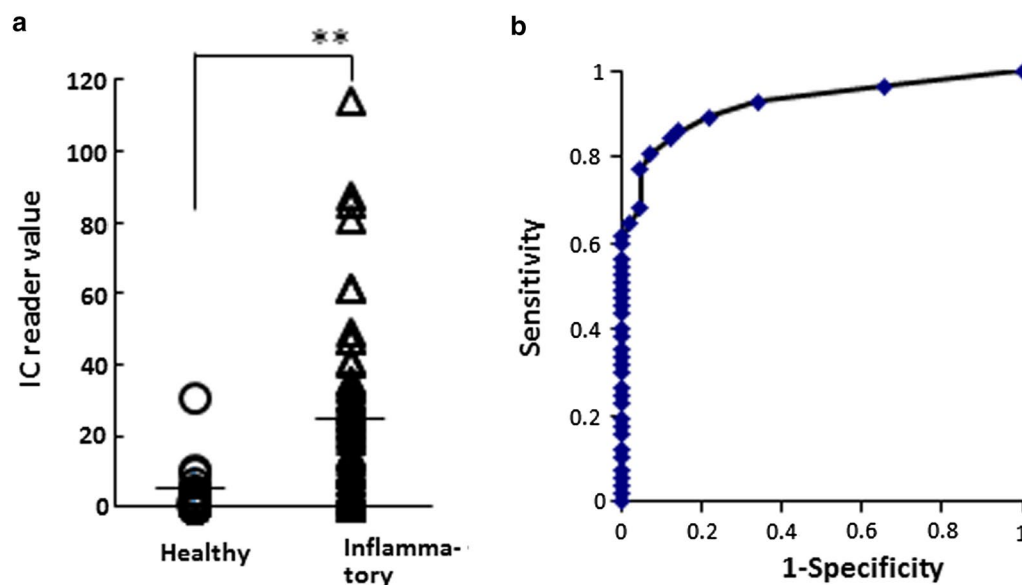 a
**
IC reader value
120
100
80
60
40
20
0
Healthy
Inflamma-
tory
b
Sensitivity
1
0.8
0.6
0.4
0.2
0
0
0.2
0.4
0.6
0.8
1
1-Specificity